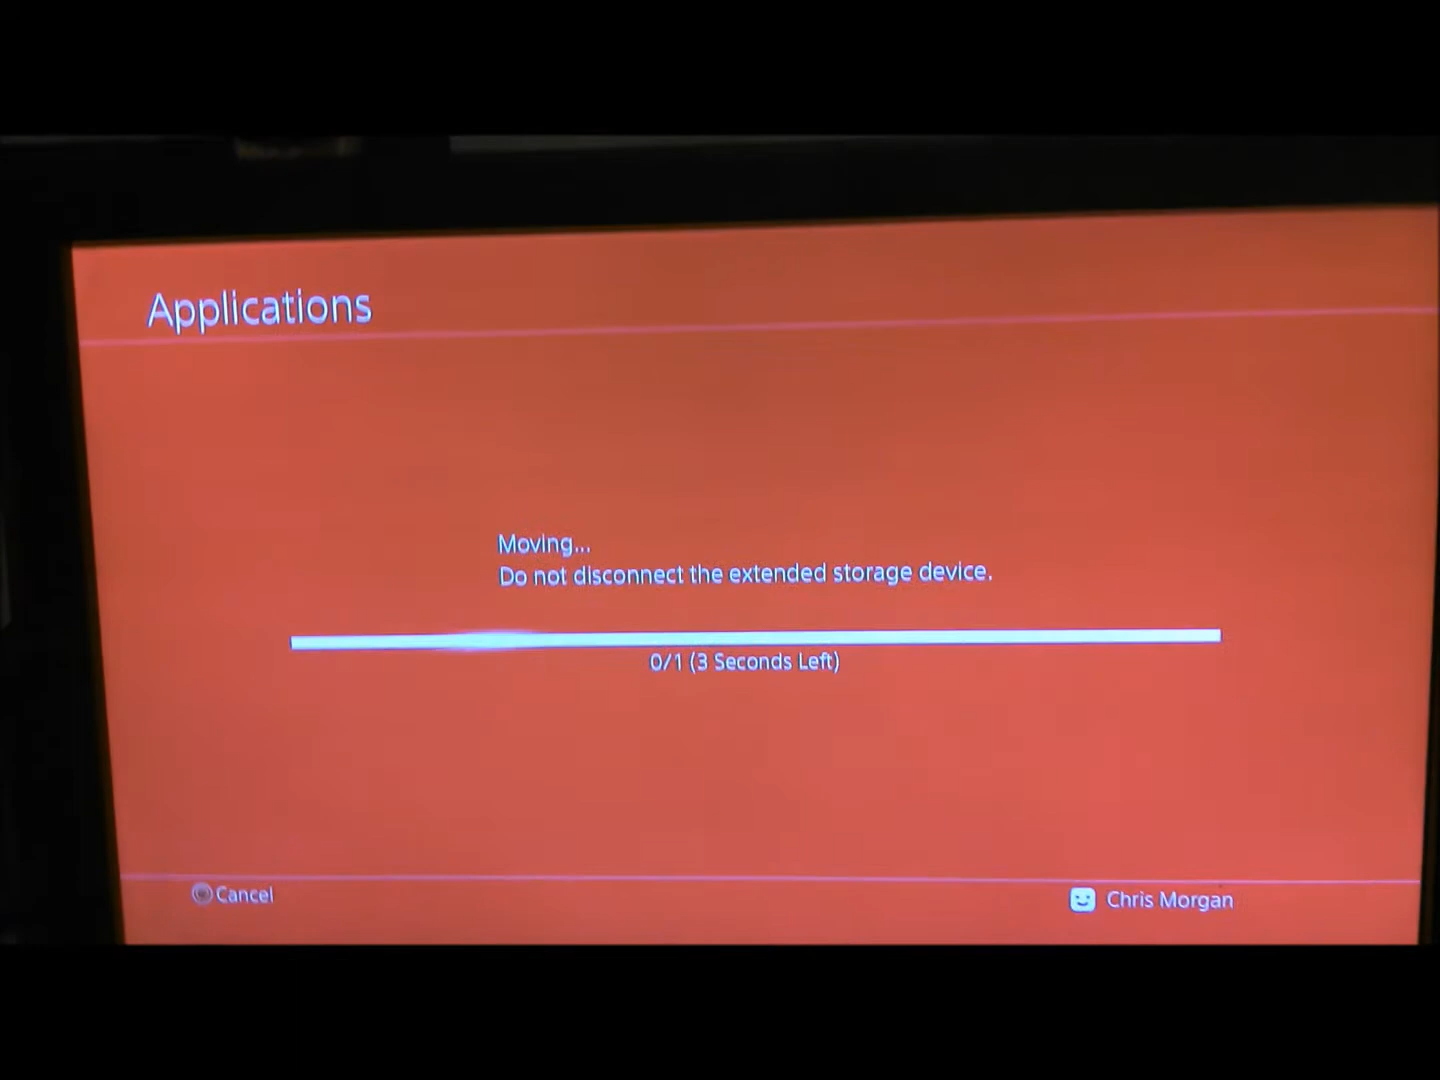 Applications
Moving...
Do not disconnect the extended storage device.
0/1 (3 Seconds Left)
Cancel
Chris Morgan